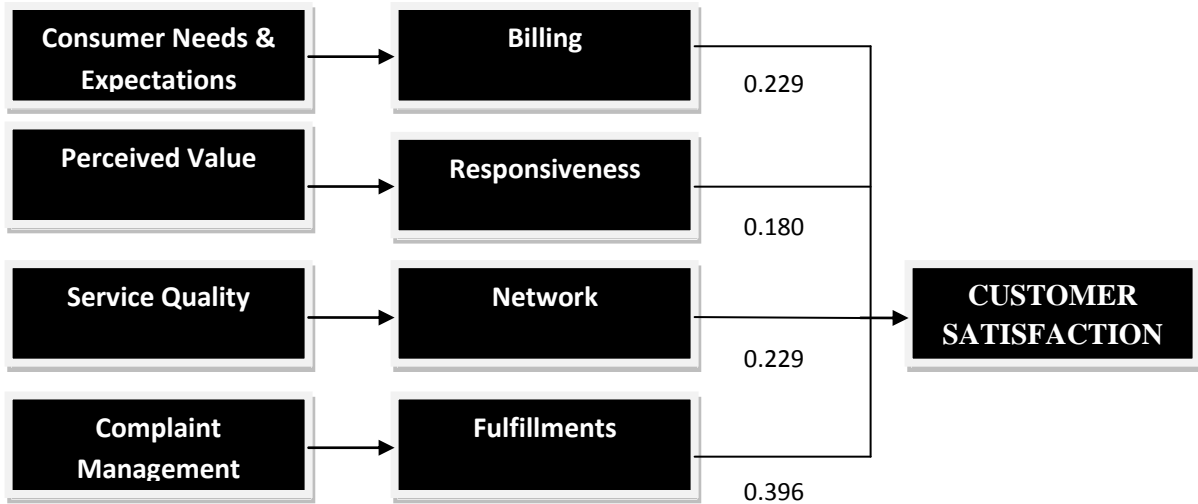 Consumer Needs &
Expectations
Billing
0.229
Perceived Value
Responsiveness
0.180
Service Quality
Network
0.229
CUSTOMER
SATISFACTION
Complaint
Management
Fulfillments
0.396